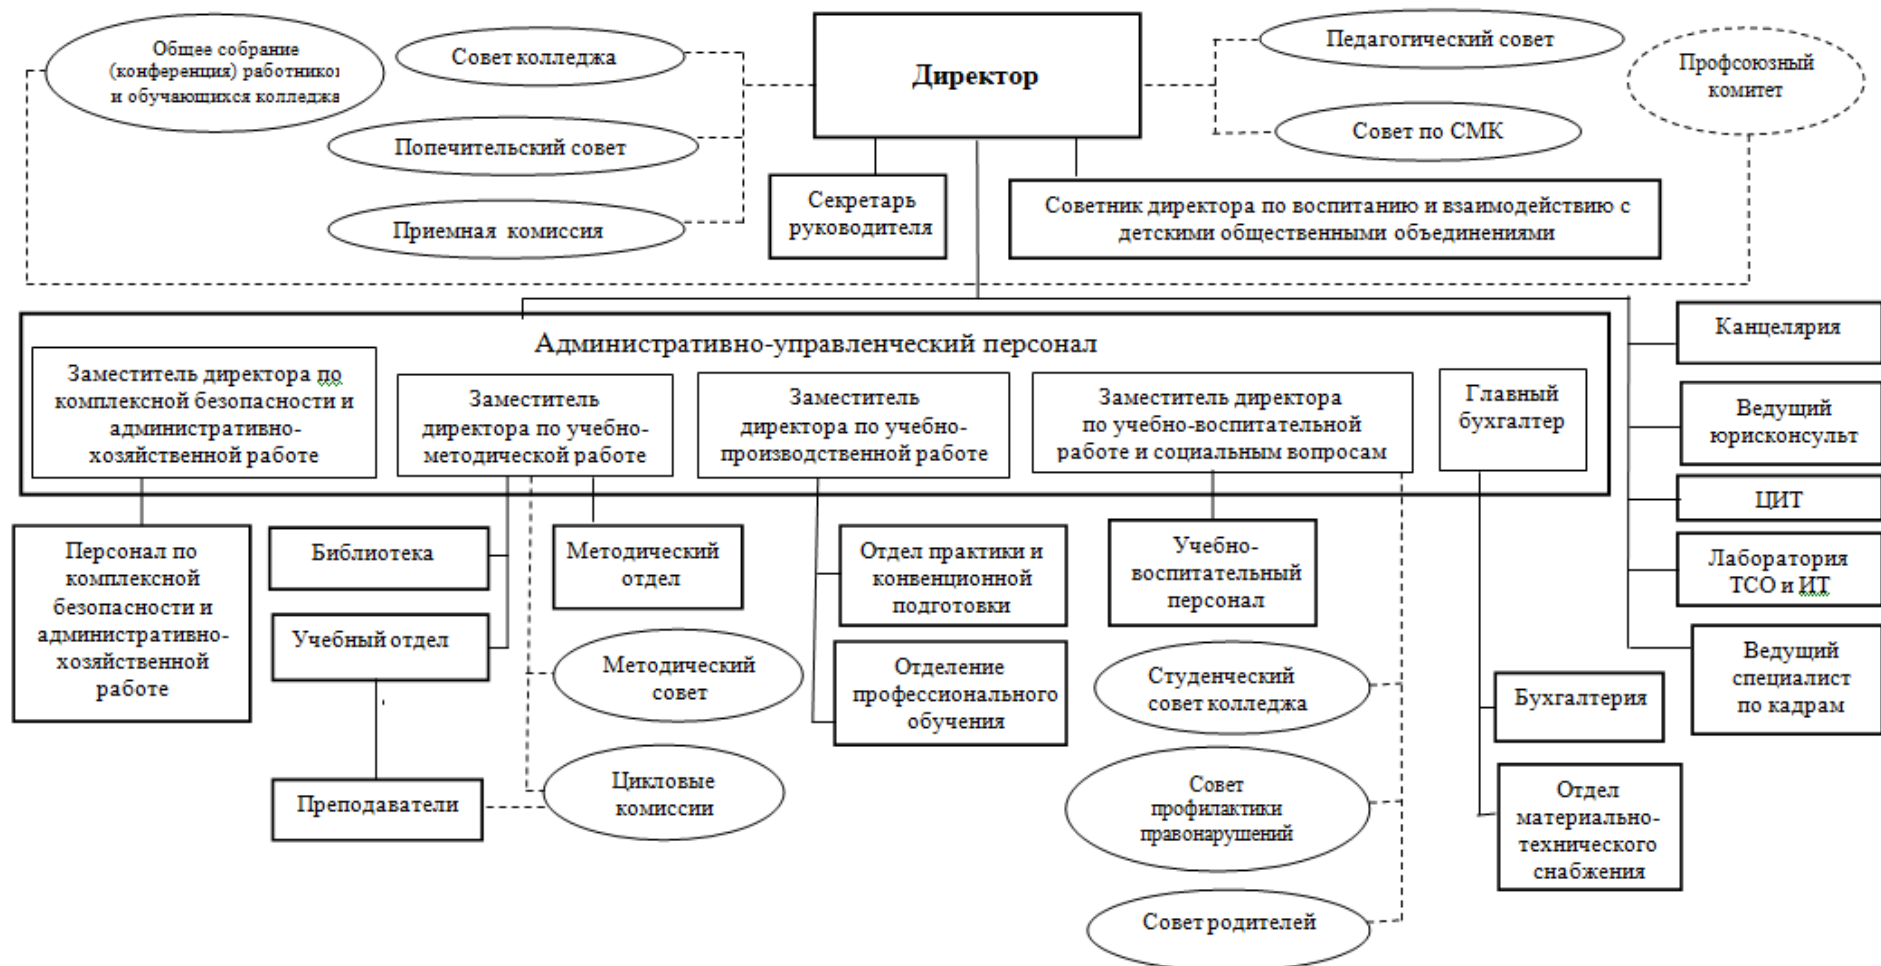 Общее собрание
(конференция) работнико
и обучающихся колледжа
Совет колледжа
Попечительский совет
Приемная комиссия
Директор
Педагогический совет
Совет по СМК
Профсоюзный
комитет
Секретарь
руководителя
Советник директора по воспитанию и взаимодействию с
детскими общественными объединениями
Административно-управленческий персонал
Заместитель директора по
комплексной безопасности и
административно-
хозяйственной работе
Заместитель
директора по учебно-
методической работе
Заместитель
директора по учебно-
производственной работе
Заместитель директора
по учебно-воспитательной
работе и социальным вопросам
Главный
бухгалтер
Канцелярия
Ведущий
юрисконсульт
ЦИТ
Лаборатория
ТСО и ИТ
Ведущий
специалист
по кадрам
Персонал по
комплексной
безопасности и
административно-
хозяйственной
работе
Библиотека
Учебный отдел
Преподаватели
Методический
отдел
Методический
совет
Цикловые
комиссии
Отдел практики и
конвенционной
подготовки
Отделение
профессионального
обучения
Учебно-
воспитательный
персонал
Студенческий
совет колледжа
Совет
профилактики
правонарушений
Совет родителей
Бухгалтерия
Отдел
материально-
технического
снабжения